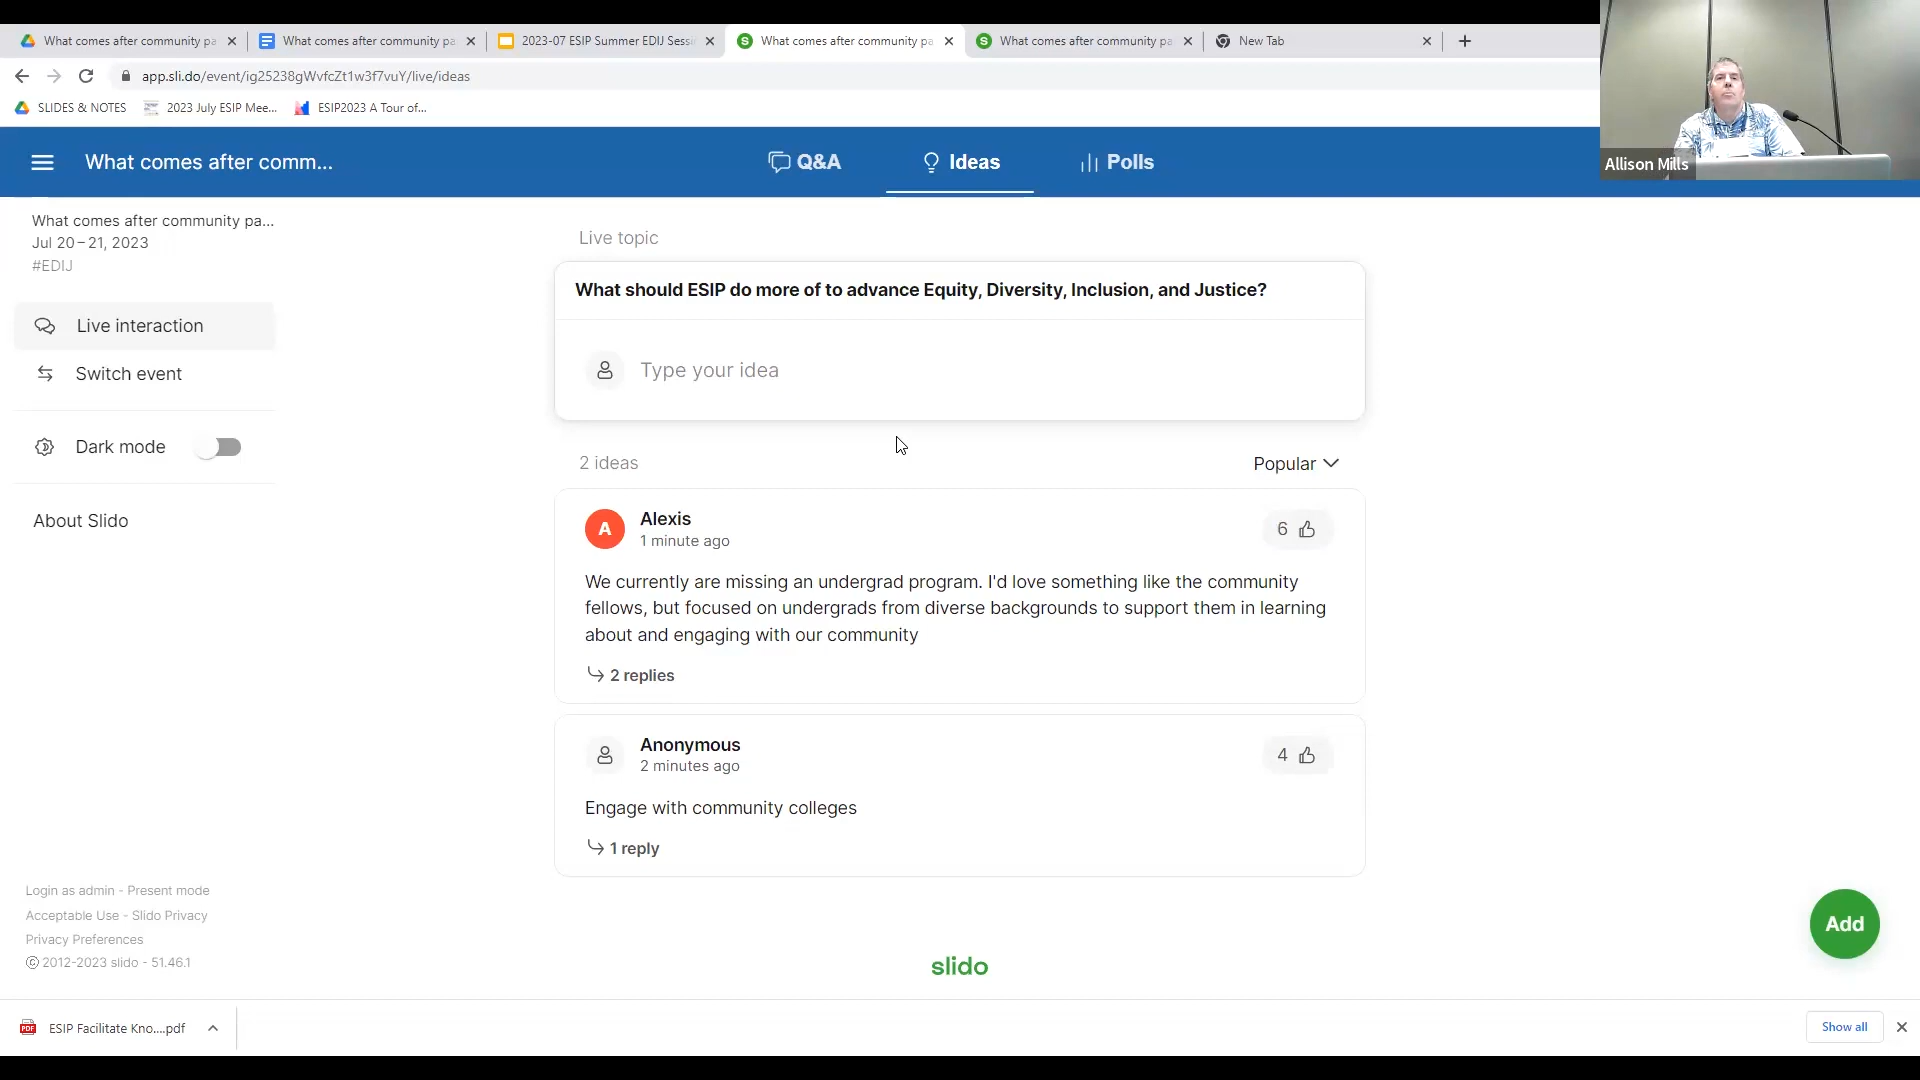 What comes after community pa
What comes after community pa
2023-07 ESIP Summer EDIJ Sessi
What comes after community pa
What comes after community pa
New Tab
app.sli.do/event/ig25238gWvfcZt1w3f7vuY/live/ideas
SLIDES & NOTES
2023 July ESIP Mee...
ESIP2023 A Tour of...
Allison Mills
What comes after comm...
Q&A
Ideas
Polls
What comes after community pa...
Jul 20 – 21, 2023
#EDIJ
Live interaction
Switch event
Dark mode
About Slido
Live topic
What should ESIP do more of to advance Equity, Diversity, Inclusion, and Justice?
Type your idea
2 ideas
Popular
A
Alexis
1 minute ago
6
We currently are missing an undergrad program. I'd love something like the community
fellows, but focused on undergrads from diverse backgrounds to support them in learning
about and engaging with our community
2 replies
Anonymous
2 minutes ago
4
Engage with community colleges
1 reply
Login as admin - Present mode
Acceptable Use - Slido Privacy
Privacy Preferences
© 2012-2023 slido - 51.46.1
Add
slido
PDF
ESIP Facilitate Kno....pdf
Show all